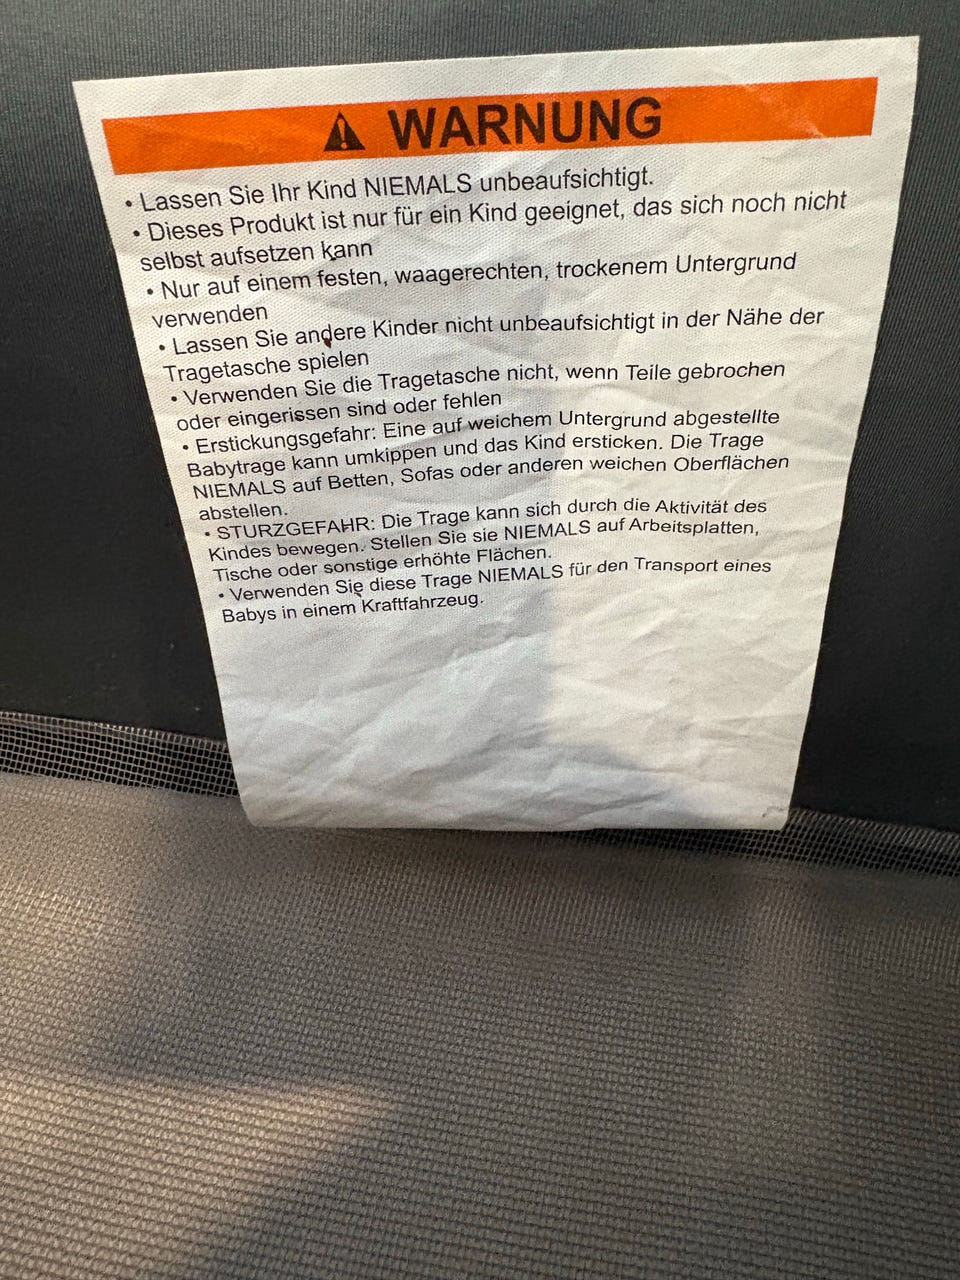 ⚠ WARNUNG
• Lassen Sie Ihr Kind NIEMALS unbeaufsichtigt.
• Dieses Produkt ist nur für ein Kind geeignet, das sich noch nicht
selbst aufsetzen kann
• Nur auf einem festen, waagerechten, trockenem Untergrund
verwenden
• Lassen Sie andere Kinder nicht unbeaufsichtigt in der Nähe der
Tragetasche spielen
• Verwenden Sie die Tragetasche nicht, wenn Teile gebrochen
oder eingerissen sind oder fehlen
• Erstickungsgefahr: Eine auf weichem Untergrund abgestellte
Babytrage kann umkippen und das Kind ersticken. Die Trage
NIEMALS auf Betten, Sofas oder anderen weichen Oberflächen
abstellen.
• STURZGEFAHR: Die Trage kann sich durch die Aktivität des
Kindes bewegen. Stellen Sie sie NIEMALS auf Arbeitsplatten,
Tische oder sonstige erhöhte Flächen.
• Verwenden Sie diese Trage NIEMALS für den Transport eines
Babys in einem Kraftfahrzeug.